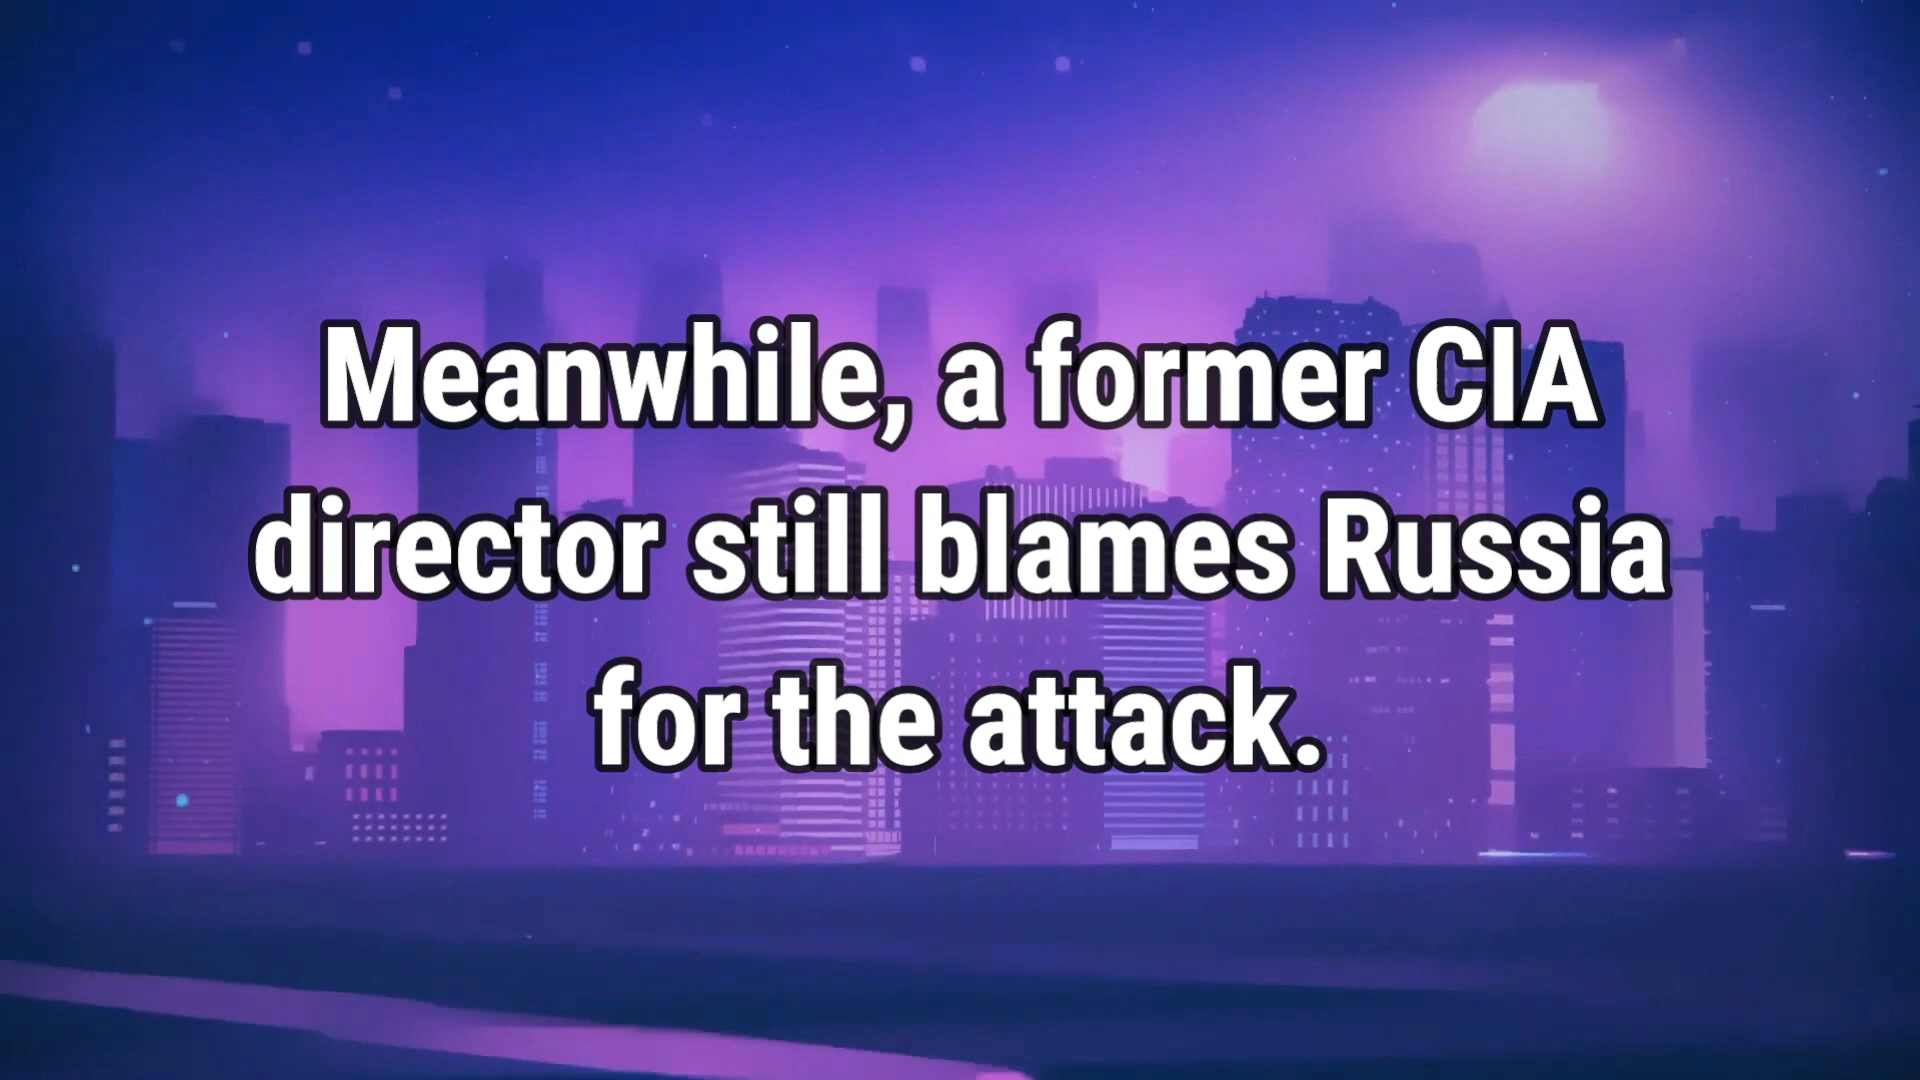 Meanwhile, a former CIA
director still blames Russia
for the attack.